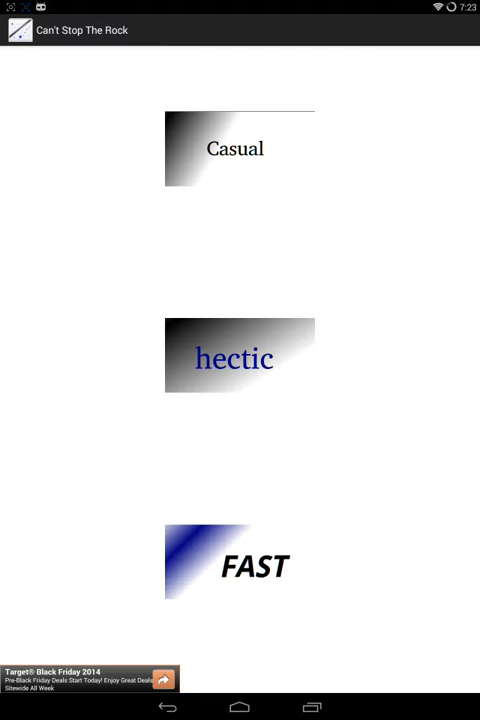 7:23
Can't Stop The Rock
Casual
hectic
FAST
Target® Black Friday 2014
Pre-Black Friday Deals Start Today! Enjoy Great Deals
Sitewide All Week